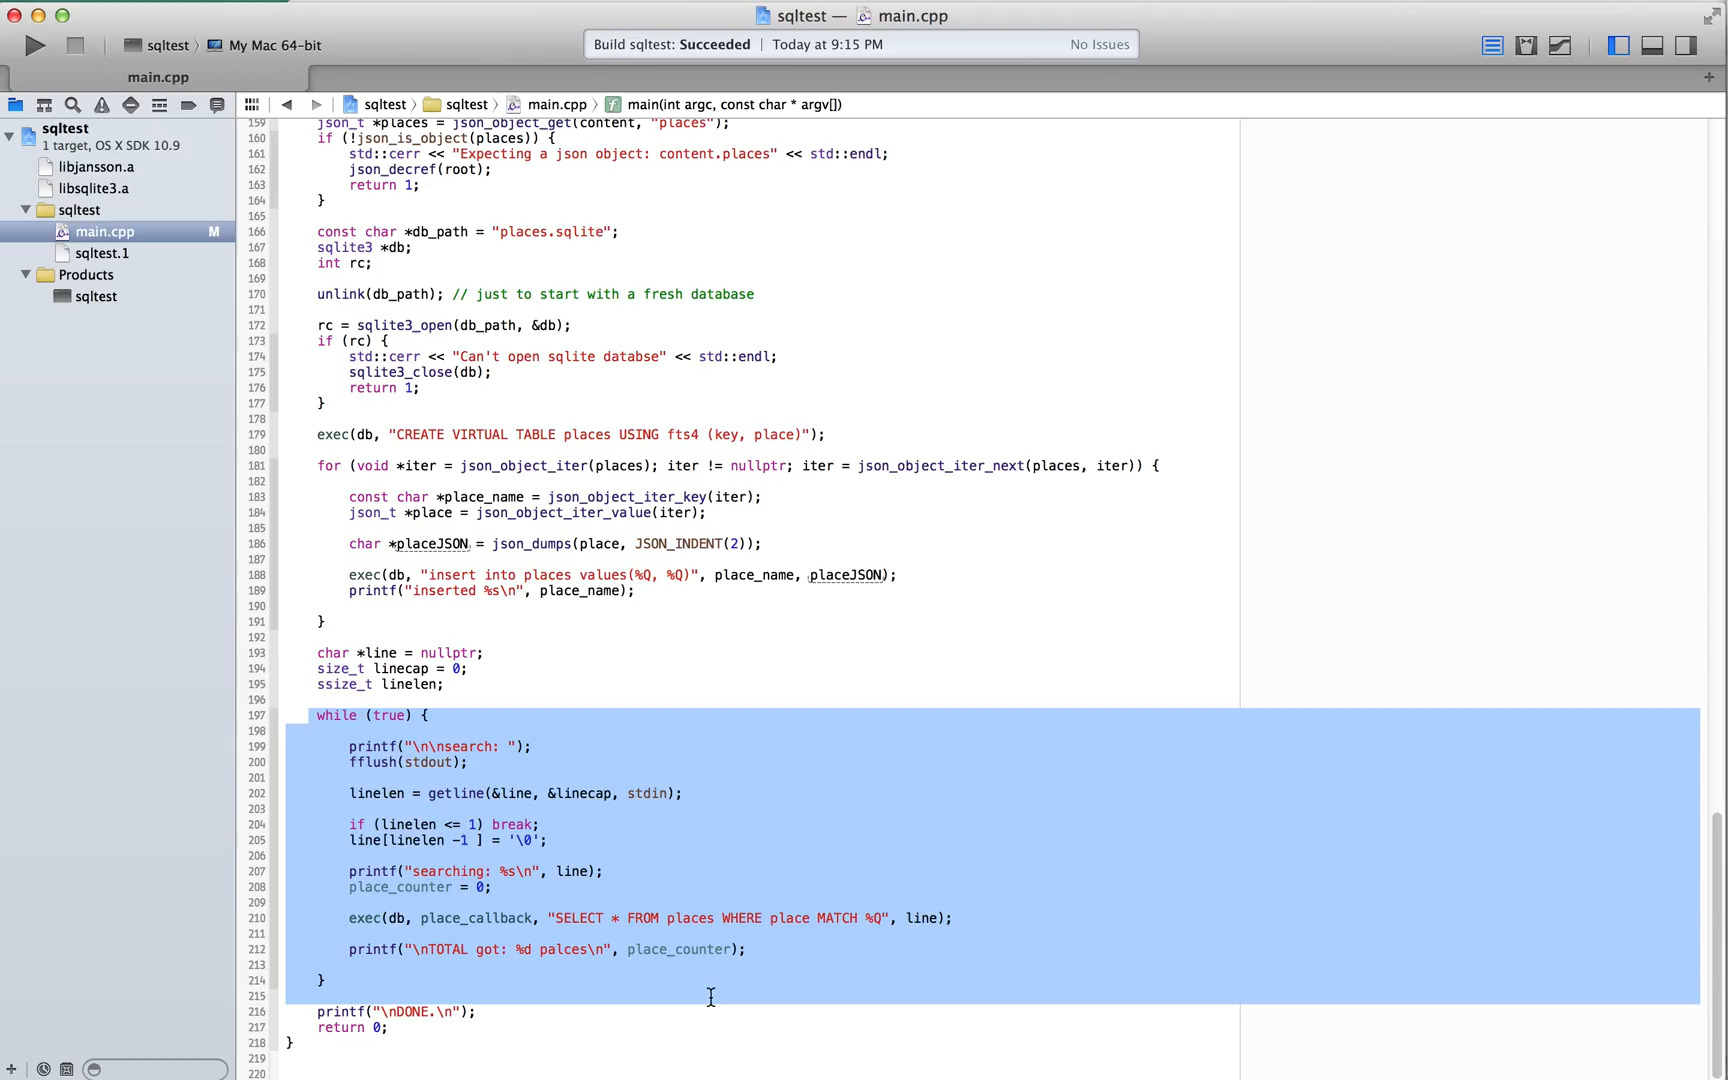 sqltest — main.cpp
sqltest › My Mac 64-bit
Build sqltest: Succeeded | Today at 9:15 PM No Issues
main.cpp
sqltest › sqltest › main.cpp › main(int argc, const char * argv[])
sqltest
1 target, OS X SDK 10.9
libjansson.a
libsqlite3.a
sqltest
main.cpp M
sqltest.1
Products
sqltest
159 json_t *places = json_object_get(content, "places");
160 if (!json_is_object(places)) {
161 std::cerr << "Expecting a json object: content.places" << std::endl;
162 json_decref(root);
163 return 1;
164 }
165
166 const char *db_path = "places.sqlite";
167 sqlite3 *db;
168 int rc;
169
170 unlink(db_path); // just to start with a fresh database
171
172 rc = sqlite3_open(db_path, &db);
173 if (rc) {
174 std::cerr << "Can't open sqlite databse" << std::endl;
175 sqlite3_close(db);
176 return 1;
177 }
178
179 exec(db, "CREATE VIRTUAL TABLE places USING fts4 (key, place)");
180
181 for (void *iter = json_object_iter(places); iter != nullptr; iter = json_object_iter_next(places, iter)) {
182
183 const char *place_name = json_object_iter_key(iter);
184 json_t *place = json_object_iter_value(iter);
185
186 char *placeJSON = json_dumps(place, JSON_INDENT(2));
187
188 exec(db, "insert into places values(%Q, %Q)", place_name, placeJSON);
189 printf("inserted %s\n", place_name);
190
191 }
192
193 char *line = nullptr;
194 size_t linecap = 0;
195 ssize_t linelen;
196
197 while (true) {
198
199 printf("\n\nsearch: ");
200 fflush(stdout);
201
202 linelen = getline(&line, &linecap, stdin);
203
204 if (linelen <= 1) break;
205 line[linelen -1 ] = '\0';
206
207 printf("searching: %s\n", line);
208 place_counter = 0;
209
210 exec(db, place_callback, "SELECT * FROM places WHERE place MATCH %Q", line);
211
212 printf("\nTOTAL got: %d palces\n", place_counter);
213
214 }
215
216 printf("\nDONE.\n");
217 return 0;
218 }
219
220